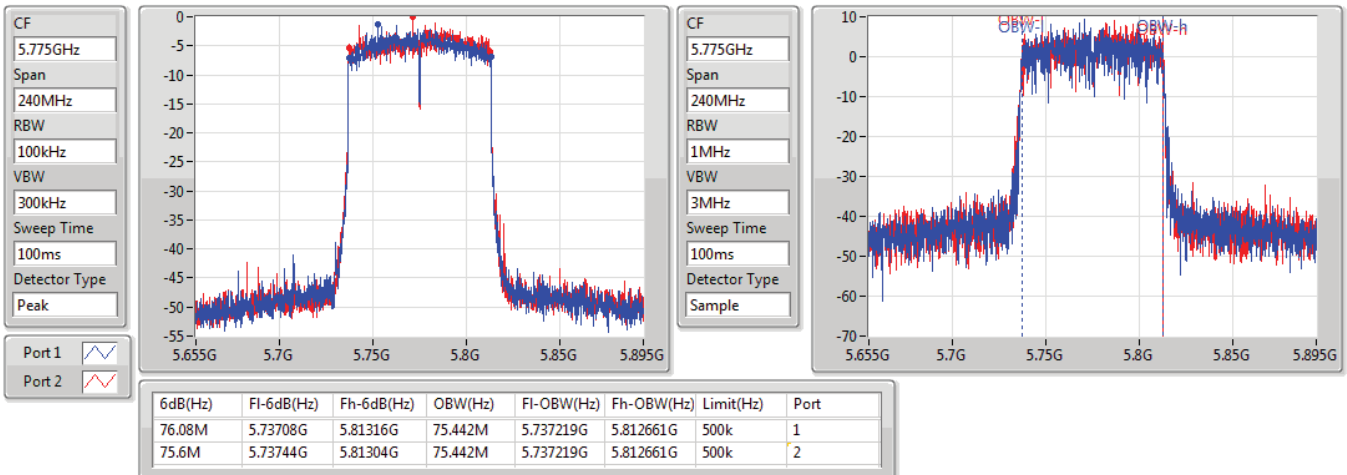 CF
5.775GHz
Span
240MHz
RBW
100kHz
VBW
300kHz
Sweep Time
100ms
Detector Type
Peak
Port 1
Port 2
0
-5
-10
-15
-20
-25
-30
-35
-40
-45
-50
-55
5.655G 5.7G 5.75G 5.8G 5.85G 5.895G
CF
5.775GHz
Span
240MHz
RBW
1MHz
VBW
3MHz
Sweep Time
100ms
Detector Type
Sample
10
0
-10
-20
-30
-40
-50
-60
-70
OBW-l
OBW-h
5.655G 5.7G 5.75G 5.8G 5.85G 5.895G
6dB(Hz) Fl-6dB(Hz) Fh-6dB(Hz) OBW(Hz) Fl-OBW(Hz) Fh-OBW(Hz) Limit(Hz) Port
76.08M 5.73708G 5.81316G 75.442M 5.737219G 5.812661G 500k 1
75.6M 5.73744G 5.81304G 75.442M 5.737219G 5.812661G 500k 2